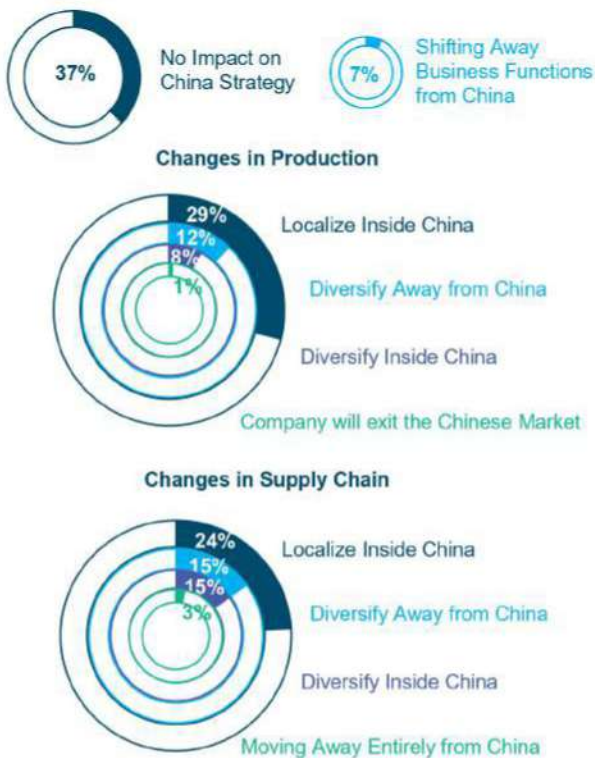 37%
No Impact on
China Strategy
7%
Shifting Away
Business Functions
from China
Changes in Production
29%
12%
8%
1%
Localize Inside China
Diversify Away from China
Diversify Inside China
Company will exit the Chinese Market
Changes in Supply Chain
24%
15%
15%
3%
Localize Inside China
Diversify Away from China
Diversify Inside China
Moving Away Entirely from China